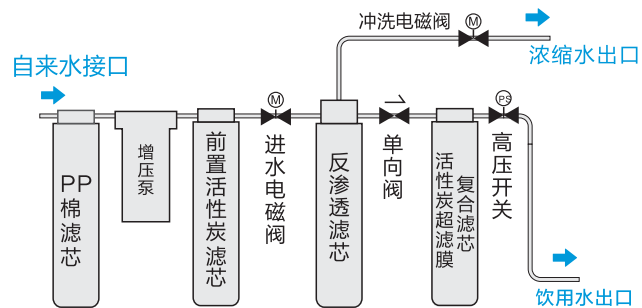 冲洗电磁阀
M
浓缩水出口
自来水接口
PP
棉
滤
芯
增
压
泵
前
置
活
性
炭
滤
芯
M
进
水
电
磁
阀
反
渗
透
滤
芯
1
单
向
阀
活
性
炭
超
滤
膜
复
合
滤
芯
PS
高
压
开
关
饮用水出口